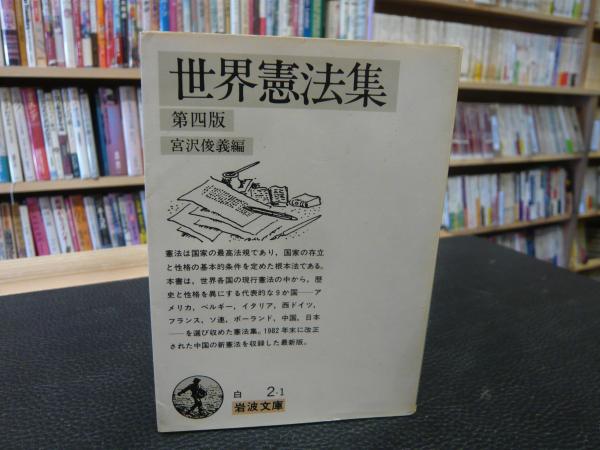 世界憲法集
第四版
宮沢俊義編
憲法は国家の最高法規であり，国家の存立
と性格の基本的条件を定めた根本法である．
本書は，世界各国の現行憲法の中から，歴
史と性格を異にする代表的な９か国――ア
メリカ，ベルギー，イタリア，西ドイツ，
フランス，ソ連，ポーランド，中国，日本
――を選び収めた憲法集．1982年末に改正
された中国の新憲法を収録した最新版．
白 2-1
岩波文庫